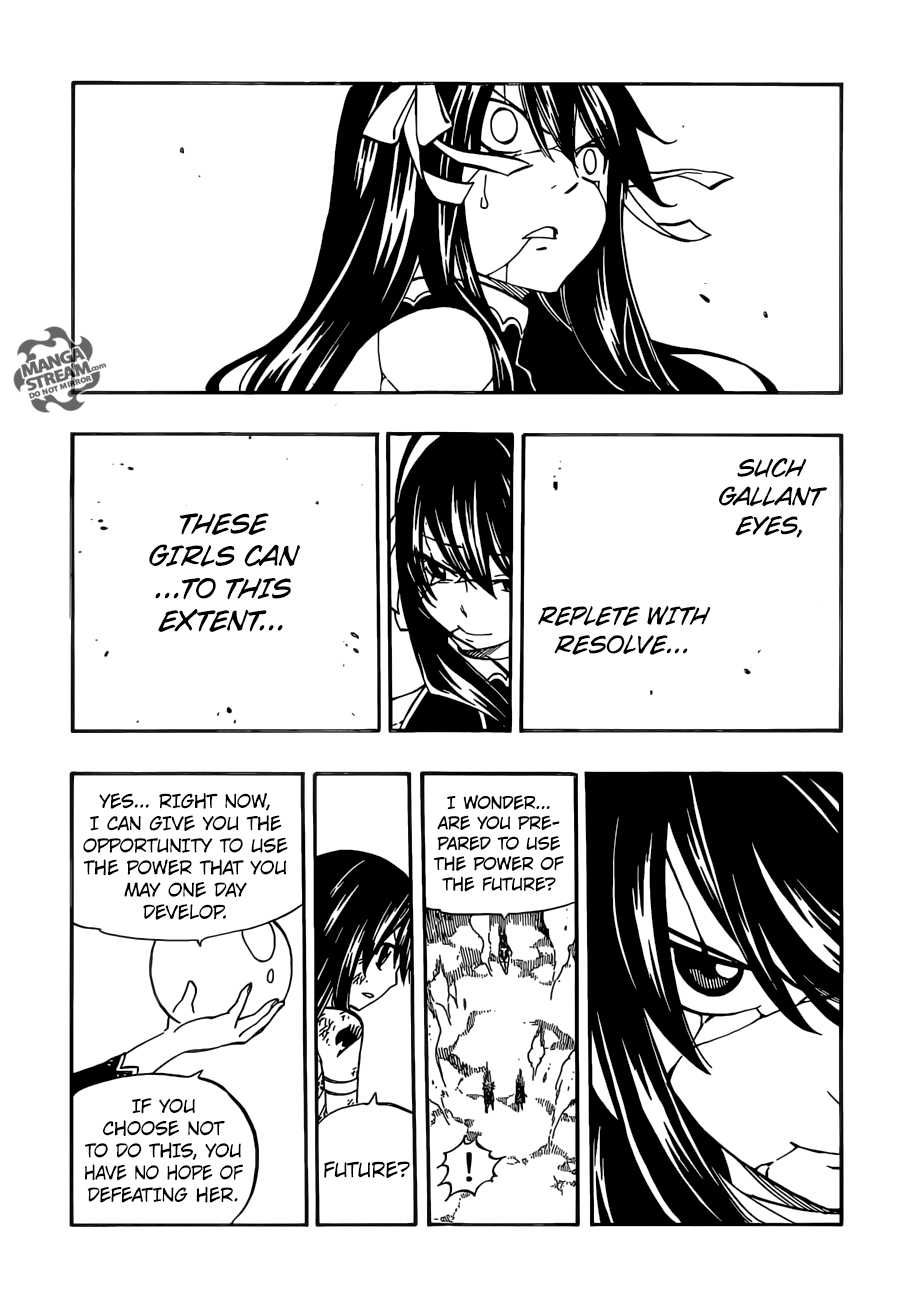 MANGA
STREAM.com
DO NOT MIRROR
SUCH
GALLANT
EYES,
REPLETE WITH
RESOLVE...
THESE
GIRLS CAN
...TO THIS
EXTENT...
I WONDER...
ARE YOU PRE-
PARED TO USE
THE POWER OF
THE FUTURE?
!
FUTURE?
YES... RIGHT NOW,
I CAN GIVE YOU THE
OPPORTUNITY TO USE
THE POWER THAT YOU
MAY ONE DAY
DEVELOP.
IF YOU
CHOOSE NOT
TO DO THIS, YOU
HAVE NO HOPE OF
DEFEATING HER.